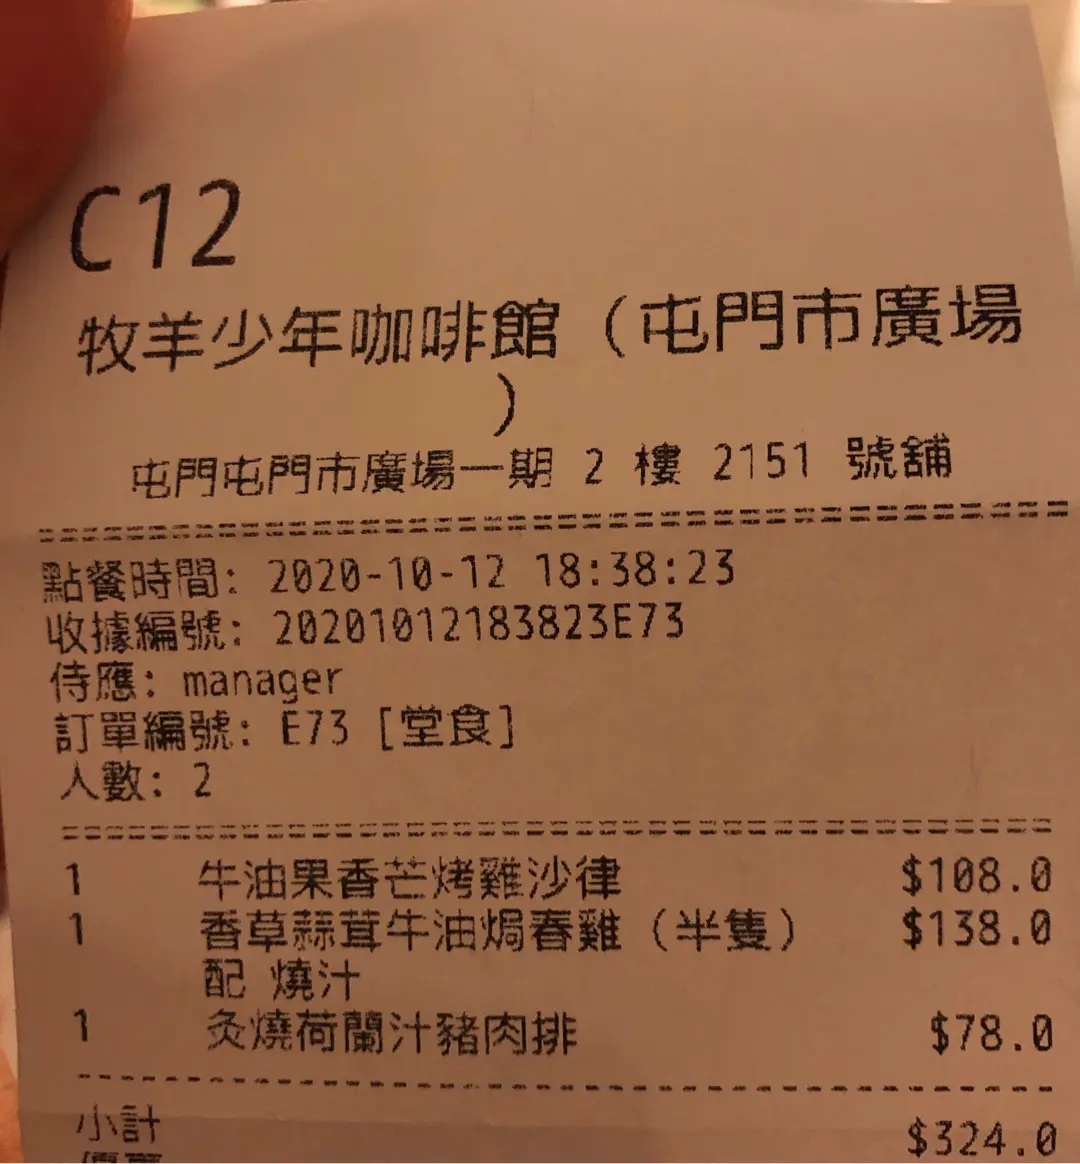 C12
牧羊少年咖啡館（屯門市廣場
）
屯門屯門市廣場一期 2 樓 2151 號舖
點餐時間: 2020-10-12 18:38:23
收據編號: 20201012183823E73
侍應: manager
訂單編號: E73 [堂食]
人數: 2
1 牛油果香芒烤雞沙律 $108.0
1 香草蒜茸牛油焗春雞（半隻） $138.0
配 燒汁
1 灸燒荷蘭汁豬肉排 $78.0
小計 $324.0